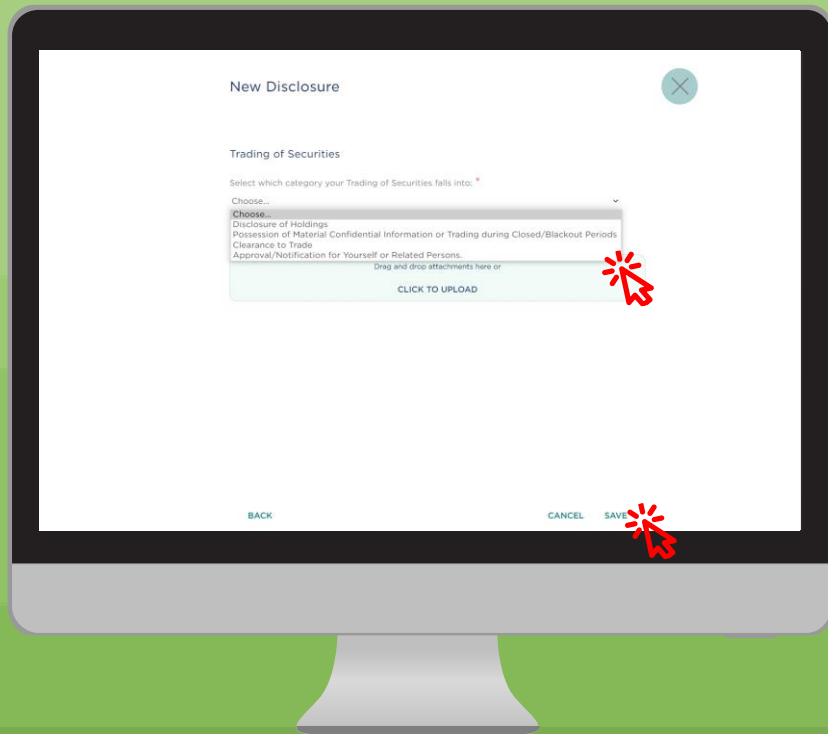 New Disclosure
Trading of Securities
Select which category your Trading of Securities falls into: *
Choose...
Choose...
Disclosure of Holdings
Possession of Material Confidential Information or Trading during Closed/Blackout Periods
Clearance to Trade
Approval/Notification for Yourself or Related Persons.
Drag and drop attachments here or
CLICK TO UPLOAD
BACK CANCEL SAVE